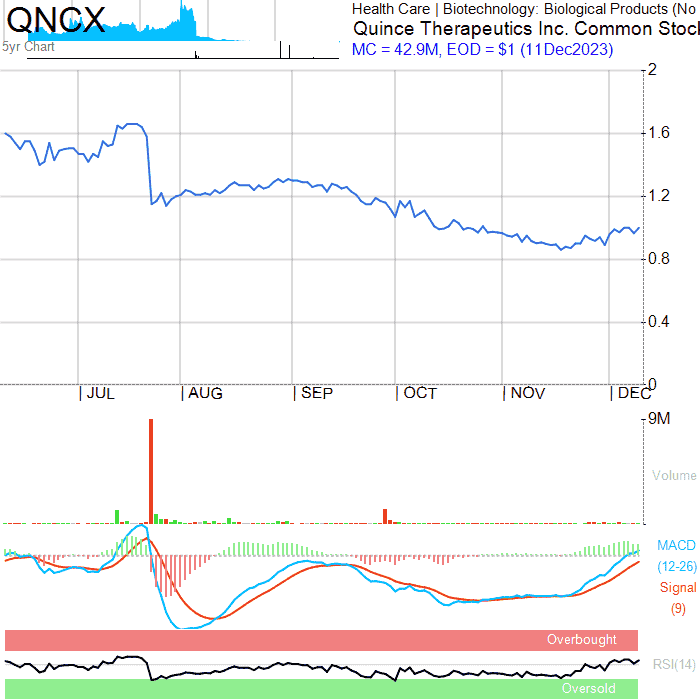 QNCX
5yr Chart
Health Care | Biotechnology: Biological Products (No
Quince Therapeutics Inc. Common Stocl
MC = 42.9M, EOD = $1 (11Dec2023)
2
1.6
1.2
0.8
0.4
0
| JUL | AUG | SEP | OCT | NOV | DEC
9M
Volume
MACD
(12-26)
Signal
(9)
Overbought
RSI(14)
Oversold